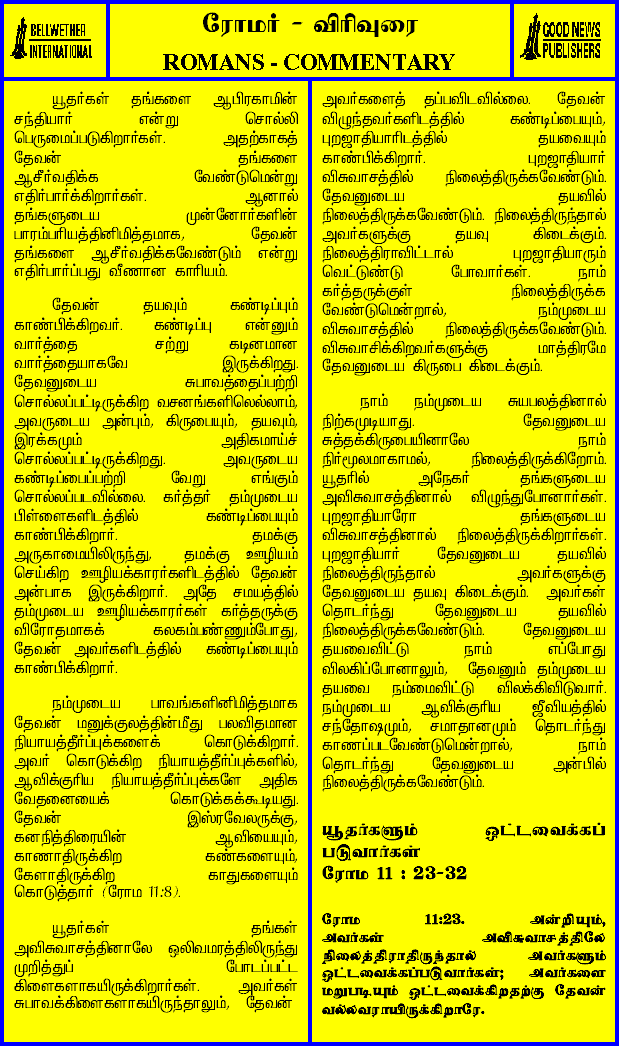 BELLWETHER
INTERNATIONAL
ரோமர் - விரிவுரை
ROMANS - COMMENTARY
GOOD NEWS
PUBLISHERS
யூதர்கள் தங்களை ஆபிரகாமின்
சந்தியார் என்று சொல்லி
பெருமைப்படுகிறார்கள். அதற்காகத்
தேவன் தங்களை
ஆசீர்வதிக்க வேண்டுமென்று
எதிர்பார்க்கிறார்கள். ஆனால்
தங்களுடைய முன்னோர்களின்
பாரம்பரியத்தினிமித்தமாக, தேவன்
தங்களை ஆசீர்வதிக்கவேண்டும் என்று
எதிர்பார்ப்பது வீணான காரியம்.
தேவன் தயவும் கண்டிப்பும்
காண்பிக்கிறவர். கண்டிப்பு என்னும்
வார்த்தை சற்று கடினமான
வார்த்தையாகவே இருக்கிறது.
தேவனுடைய சுபாவத்தைப்பற்றி
சொல்லப்பட்டிருக்கிற வசனங்களிலெல்லாம்,
அவருடைய அன்பும், கிருபையும், தயவும்,
இரக்கமும் அதிகமாய்ச்
சொல்லப்பட்டிருக்கிறது. அவருடைய
கண்டிப்பைப்பற்றி வேறு எங்கும்
சொல்லப்படவில்லை. கர்த்தர் தம்முடைய
பிள்ளைகளிடத்தில் கண்டிப்பையும்
காண்பிக்கிறார். தமக்கு
அருகாமையிலிருந்து, தமக்கு ஊழியம்
செய்கிற ஊழியக்காரர்களிடத்தில் தேவன்
அன்பாக இருக்கிறார். அதே சமயத்தில்
தம்முடைய ஊழியக்காரர்கள் கர்த்தருக்கு
விரோதமாகக் கலகம்பண்ணும்போது,
தேவன் அவர்களிடத்தில் கண்டிப்பையும்
காண்பிக்கிறார்.
நம்முடைய பாவங்களினிமித்தமாக
தேவன் மனுக்குலத்தின்மீது பலவிதமான
நியாயத்தீர்ப்புக்களைக் கொடுக்கிறார்.
அவர் கொடுக்கிற நியாயத்தீர்ப்புகளில்,
ஆவிக்குரிய நியாயத்தீர்ப்புக்களே அதிக
வேதனையைக் கொடுக்கக்கூடியது.
தேவன் இஸ்ரவேலருக்கு,
கனநித்திரையின் ஆவியையும்,
காணாதிருக்கிற கண்களையும்,
கேளாதிருக்கிற காதுகளையும்
கொடுத்தார் (ரோம 11:8).
யூதர்கள் தங்கள்
அவிசுவாசத்தினாலே ஒலிவமரத்திலிருந்து
முறித்துப் போடப்பட்ட
கிளைகளாகயிருக்கிறார்கள். அவர்கள்
சுபாவக்கிளைகளாகயிருந்தாலும், தேவன்
அவர்களைத் தப்பவிடவில்லை. தேவன்
விழுந்தவர்களிடத்தில் கண்டிப்பையும்,
புறஜாதியாரிடத்தில் தயவையும்
காண்பிக்கிறார். புறஜாதியார்
விசுவாசத்தில் நிலைத்திருக்கவேண்டும்.
தேவனுடைய தயவில்
நிலைத்திருக்கவேண்டும். நிலைத்திருந்தால்
அவர்களுக்கு தயவு கிடைக்கும்.
நிலைத்திராவிட்டால் புறஜாதியாரும்
வெட்டுண்டு போவார்கள். நாம்
கர்த்தருக்குள் நிலைத்திருக்க
வேண்டுமென்றால், நம்முடைய
விசுவாசத்தில் நிலைத்திருக்கவேண்டும்.
விசுவாசிக்கிறவர்களுக்கு மாத்திரமே
தேவனுடைய கிருபை கிடைக்கும்.
நாம் நம்முடைய சுயபலத்தினால்
நிற்கமுடியாது. தேவனுடைய
சுத்தக்கிருபையினாலே நாம்
நிர்மூலமாகாமல், நிலைத்திருக்கிறோம்.
யூதரில் அநேகர் தங்களுடைய
அவிசுவாசத்தினால் விழுந்துபோனார்கள்.
புறஜாதியாரோ தங்களுடைய
விசுவாசத்தினால் நிலைத்திருக்கிறார்கள்.
புறஜாதியார் தேவனுடைய தயவில்
நிலைத்திருந்தால் அவர்களுக்கு
தேவனுடைய தயவு கிடைக்கும். அவர்கள்
தொடர்ந்து தேவனுடைய தயவில்
நிலைத்திருக்கவேண்டும். தேவனுடைய
தயவைவிட்டு நாம் எப்போது
விலகிப்போனாலும், தேவனும் தம்முடைய
தயவை நம்மைவிட்டு விலக்கிவிடுவார்.
நம்முடைய ஆவிக்குரிய ஜீவியத்தில்
சந்தோஷமும், சமாதானமும் தொடர்ந்து
காணப்படவேண்டுமென்றால், நாம்
தொடர்ந்து தேவனுடைய அன்பில்
நிலைத்திருக்கவேண்டும்.
யூதர்களும் ஒட்டவைக்கப்
படுவார்கள்
ரோம 11 : 23-32
ரோம 11:23. அன்றியும்,
அவர்கள் அவிசுவாசத்திலே
நிலைத்திராதிருந்தால் அவர்களும்
ஒட்டவைக்கப்படுவார்கள்; அவர்களை
மறுபடியும் ஒட்டவைக்கிறதற்கு தேவன்
வல்லவராயிருக்கிறாரே.